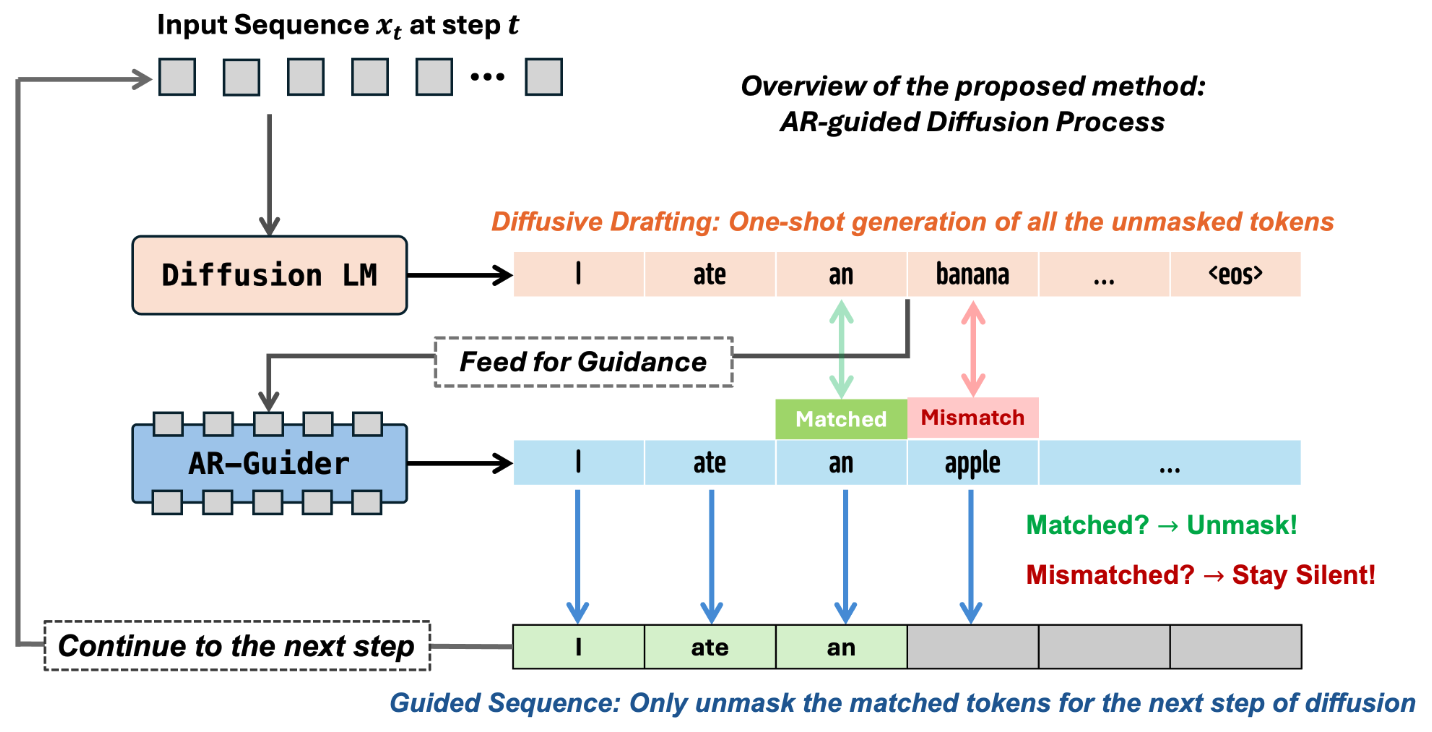 Input Sequence xₜ at step t
...
Overview of the proposed method:
AR-guided Diffusion Process
Diffusive Drafting: One-shot generation of all the unmasked tokens
Diffusion LM
I ate an banana ... <eos>
Feed for Guidance
Matched Mismatch
AR-Guider
I ate an apple ...
Matched? → Unmask!
Mismatched? → Stay Silent!
Continue to the next step
I ate an
Guided Sequence: Only unmask the matched tokens for the next step of diffusion